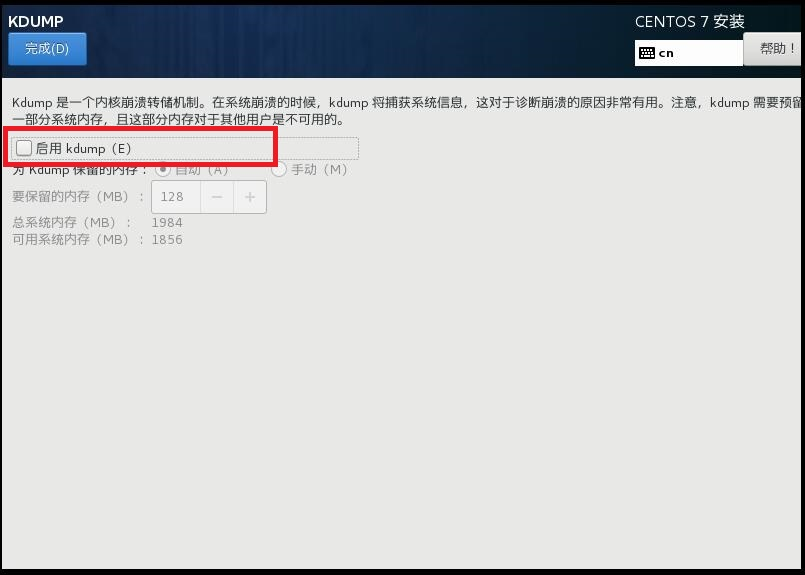 KDUMP
CENTOS 7 安装
完成(D)
cn
帮助！
Kdump 是一个内核崩溃转储机制。在系统崩溃的时候，kdump 将捕获系统信息，这对于诊断崩溃的原因非常有用。注意，kdump 需要预留
一部分系统内存，且这部分内存对于其他用户是不可用的。
启用 kdump（E）
为 Kdump 保留的内存： 自动（A） 手动（M）
要保留的内存（MB）： 128 − +
总系统内存（MB）： 1984
可用系统内存（MB）： 1856